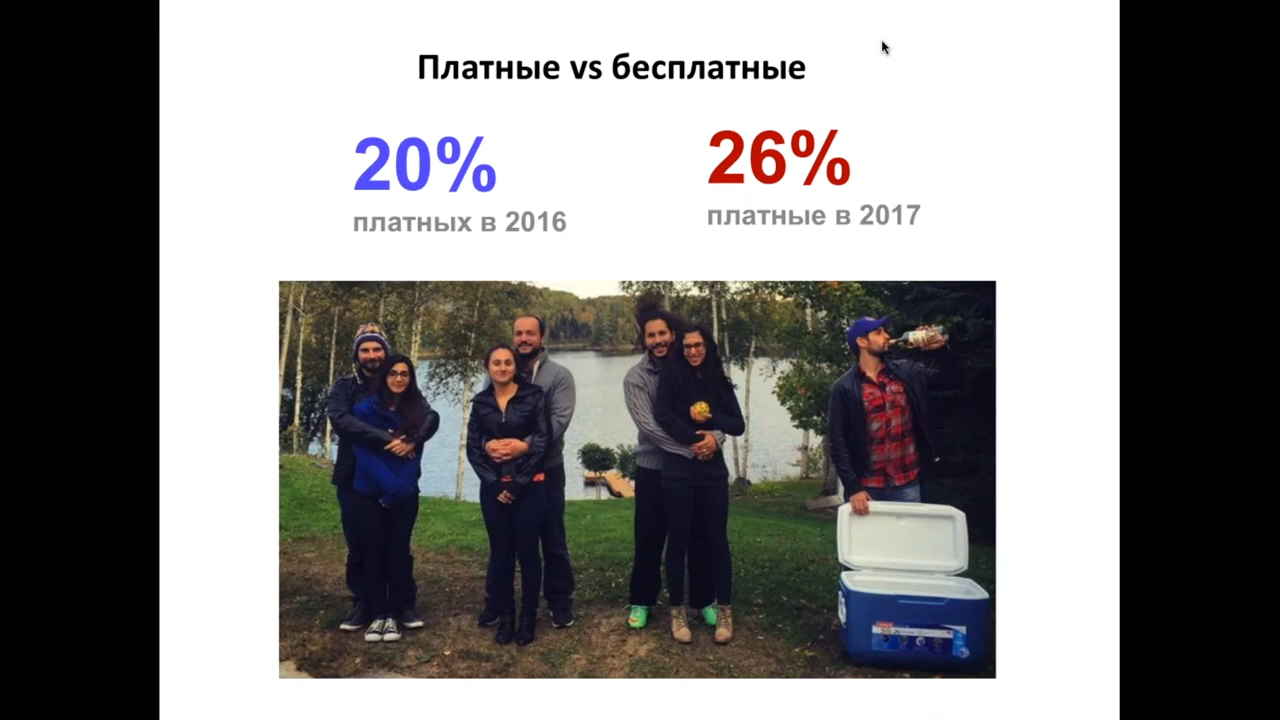 Платные vs бесплатные
20%
26%
платных в 2016
платные в 2017